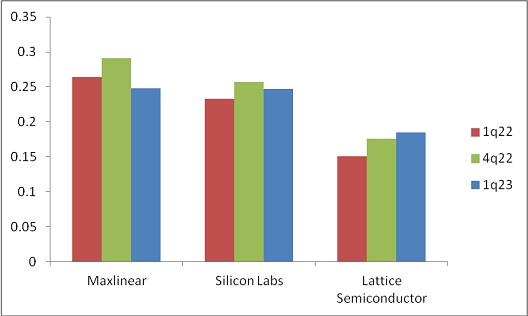 0.35
0.3
0.25
0.2
0.15
0.1
0.05
0
Maxlinear
Silicon Labs
Lattice
Semiconductor
1q22
4q22
1q23